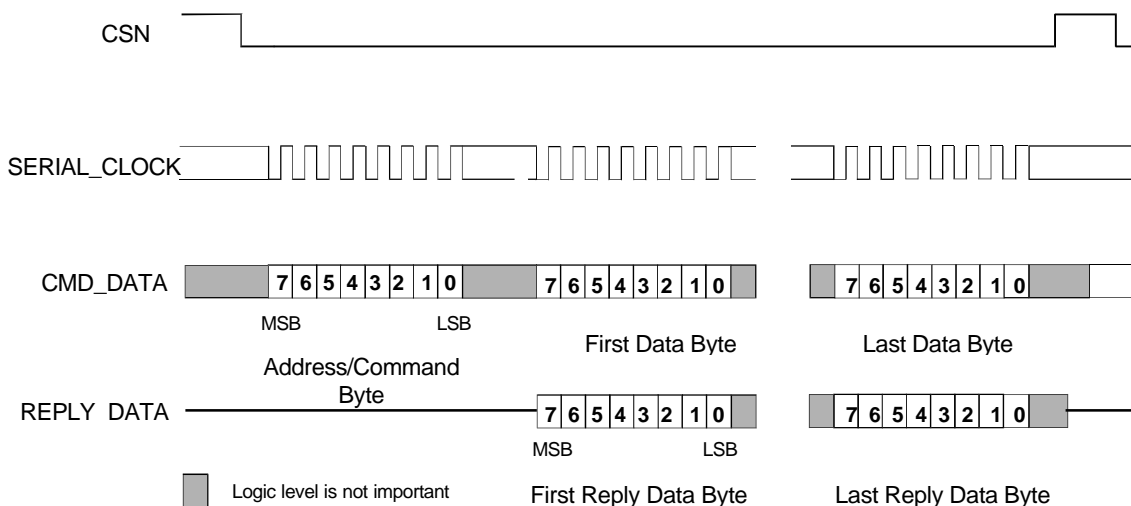 CSN
SERIAL_CLOCK
CMD_DATA
7 6 5 4 3 2 1 0
7 6 5 4 3 2 1 0
7 6 5 4 3 2 1 0
MSB
LSB
First Data Byte
Last Data Byte
Address/Command
Byte
REPLY DATA
7 6 5 4 3 2 1 0
7 6 5 4 3 2 1 0
MSB
LSB
Logic level is not important
First Reply Data Byte
Last Reply Data Byte